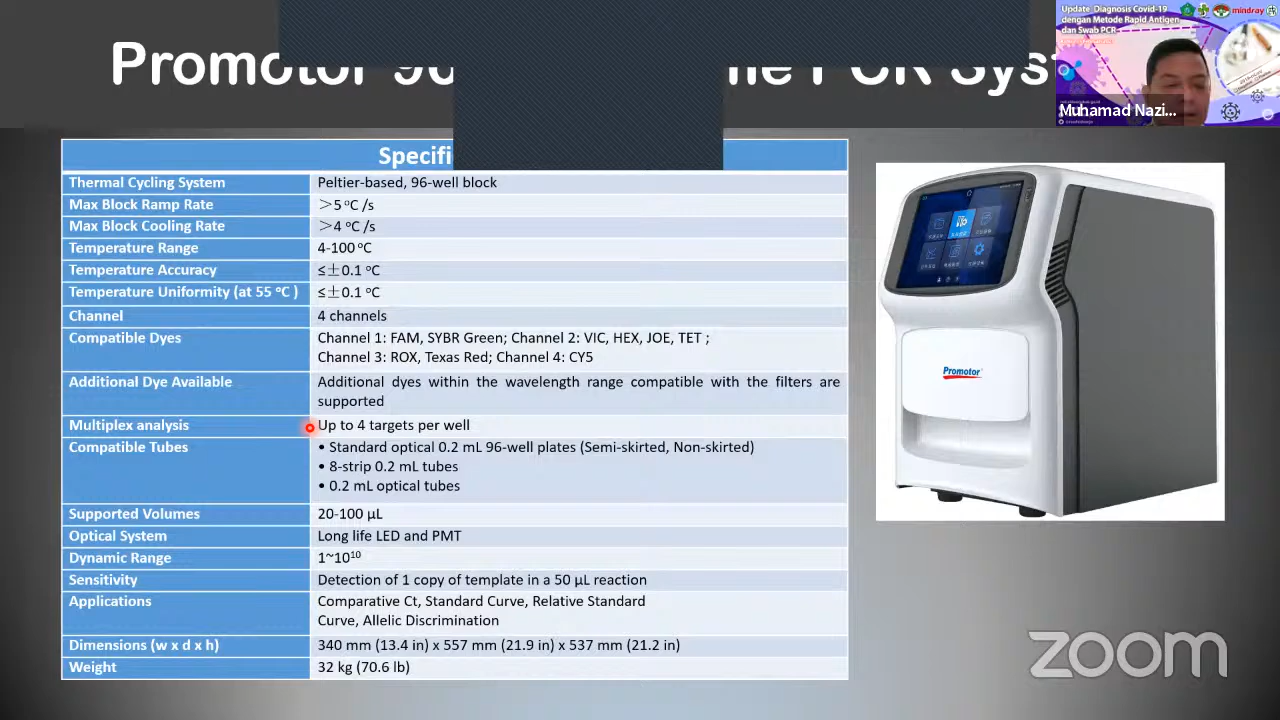 Update Diagnosis Covid-19
dengan Metode Rapid Antigen
dan Swab PCR
mindray
Muhamad Nazi...
Thermal Cycling System Peltier-based, 96-well block
Max Block Ramp Rate ＞5 ºC /s
Max Block Cooling Rate ＞4 ºC /s
Temperature Range 4-100 ºC
Temperature Accuracy ≤±0.1 ºC
Temperature Uniformity (at 55 ºC ) ≤±0.1 ºC
Channel 4 channels
Compatible Dyes Channel 1: FAM, SYBR Green; Channel 2: VIC, HEX, JOE, TET ;
Channel 3: ROX, Texas Red; Channel 4: CY5
Additional Dye Available Additional dyes within the wavelength range compatible with the filters are
supported
Multiplex analysis Up to 4 targets per well
Compatible Tubes • Standard optical 0.2 mL 96-well plates (Semi-skirted, Non-skirted)
• 8-strip 0.2 mL tubes
• 0.2 mL optical tubes
Supported Volumes 20-100 µL
Optical System Long life LED and PMT
Dynamic Range 1~10¹⁰
Sensitivity Detection of 1 copy of template in a 50 µL reaction
Applications Comparative Ct, Standard Curve, Relative Standard
Curve, Allelic Discrimination
Dimensions (w x d x h) 340 mm (13.4 in) x 557 mm (21.9 in) x 537 mm (21.2 in)
Weight 32 kg (70.6 lb)
Promotor
zoom